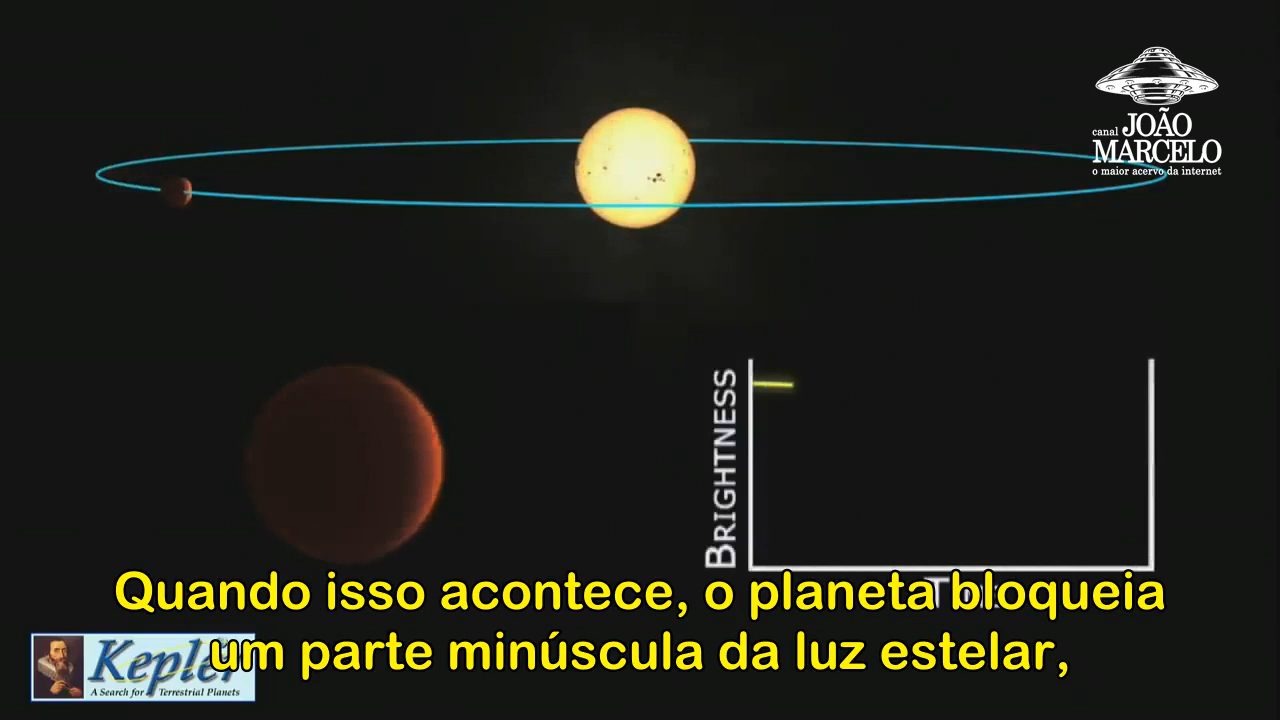 canal JOÃO
MARCELO
o maior acervo da internet
BRIGHTNESS
Quando isso acontece, o planeta bloqueia
um parte minúscula da luz estelar,
Kepler
A Search for Terrestrial Planets